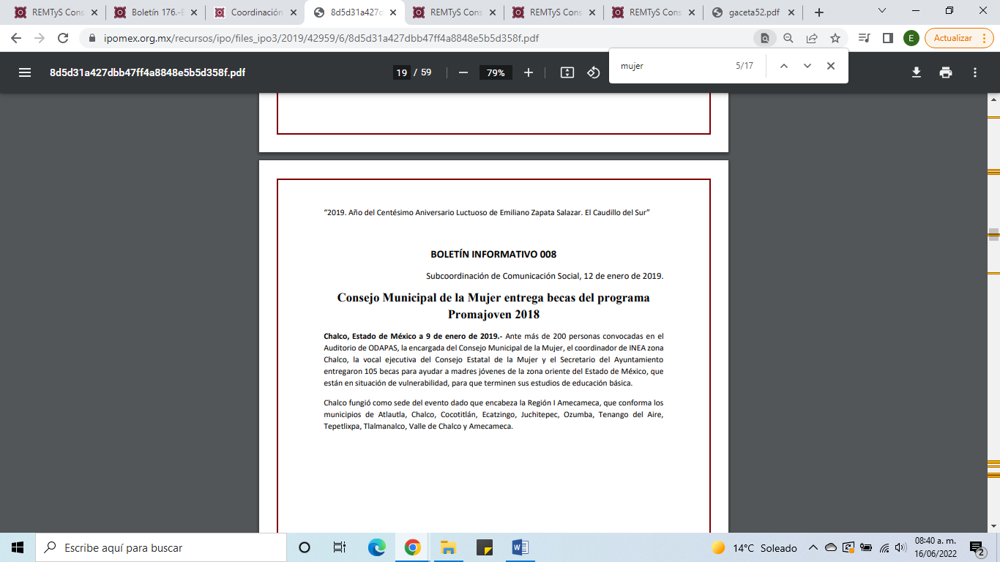 REMTyS Cons
Boletín 176.-E
Coordinación
8d5d31a427d
REMTyS Cons
REMTyS Cons
REMTyS Cons
gaceta52.pdf
ipomex.org.mx/recursos/ipo/files_ipo3/2019/42959/6/8d5d31a427dbb47ff4a8848e5b5d358f.pdf
E
Actualizar
8d5d31a427dbb47ff4a8848e5b5d358f.pdf
19 / 59
79%
mujer
5/17
“2019. Año del Centésimo Aniversario Luctuoso de Emiliano Zapata Salazar. El Caudillo del Sur”
BOLETÍN INFORMATIVO 008
Subcoordinación de Comunicación Social, 12 de enero de 2019.
Consejo Municipal de la Mujer entrega becas del programa
Promajoven 2018
Chalco, Estado de México a 9 de enero de 2019.- Ante más de 200 personas convocadas en el
Auditorio de ODAPAS, la encargada del Consejo Municipal de la Mujer, el coordinador de INEA zona
Chalco, la vocal ejecutiva del Consejo Estatal de la Mujer y el Secretario del Ayuntamiento
entregaron 105 becas para ayudar a madres jóvenes de la zona oriente del Estado de México, que
están en situación de vulnerabilidad, para que terminen sus estudios de educación básica.
Chalco fungió como sede del evento dado que encabeza la Región I Amecameca, que conforma los
municipios de Atlautla, Chalco, Cocotitlán, Ecatzingo, Juchitepec, Ozumba, Tenango del Aire,
Tepetlixpa, Tlalmanalco, Valle de Chalco y Amecameca.
Escribe aquí para buscar
14°C Soleado
08:40 a. m.
16/06/2022
2